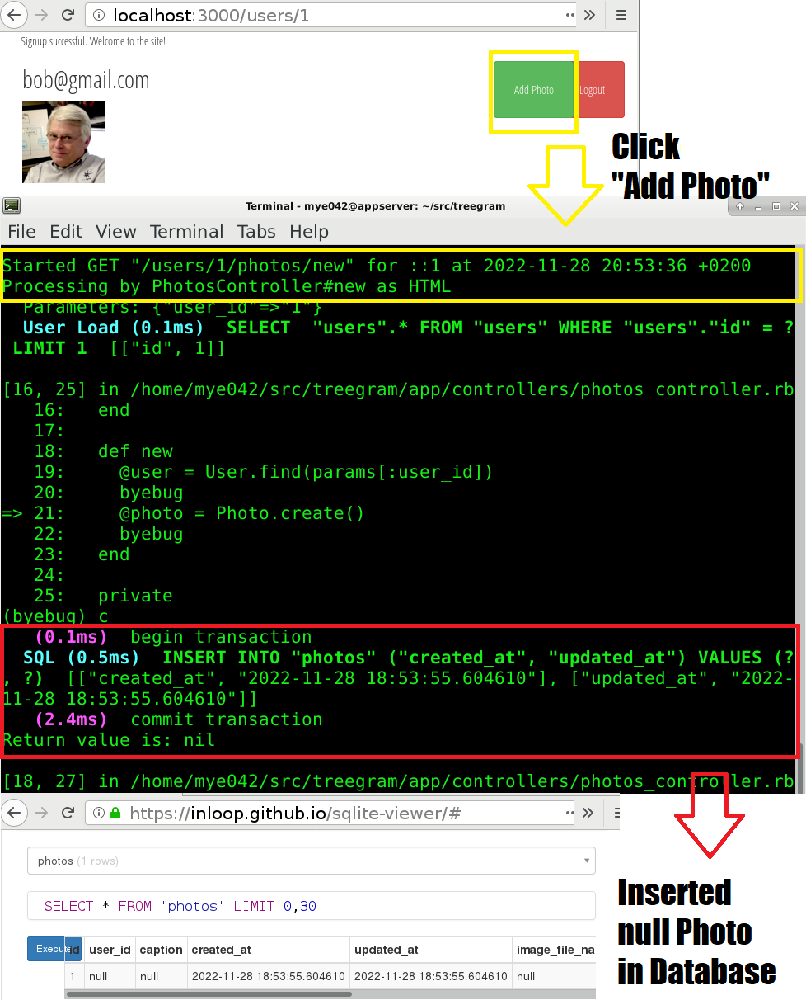 localhost:3000/users/1
Signup successful. Welcome to the site!
bob@gmail.com
Add Photo
Logout
Click
"Add Photo"
Terminal - mye042@appserver: ~/src/treegram
File Edit View Terminal Tabs Help
Started GET "/users/1/photos/new" for ::1 at 2022-11-28 20:53:36 +0200
Processing by PhotosController#new as HTML
Parameters: {"user_id"=>"1"}
User Load (0.1ms)  SELECT  "users".* FROM "users" WHERE "users"."id" = ?
LIMIT 1  [["id", 1]]
[16, 25] in /home/mye042/src/treegram/app/controllers/photos_controller.rb
16:   end
17:
18:   def new
19:     @user = User.find(params[:user_id])
20:     byebug
=> 21:     @photo = Photo.create()
22:     byebug
23:   end
24:
25:   private
(byebug) c
(0.1ms)  begin transaction
SQL (0.5ms)  INSERT INTO "photos" ("created_at", "updated_at") VALUES (?
, ?)  [["created_at", "2022-11-28 18:53:55.604610"], ["updated_at", "2022-
11-28 18:53:55.604610"]]
(2.4ms)  commit transaction
Return value is: nil
[18, 27] in /home/mye042/src/treegram/app/controllers/photos_controller.rb
https://inloop.github.io/sqlite-viewer/#
photos (1 rows)
SELECT * FROM 'photos' LIMIT 0,30
Execute
id user_id caption created_at updated_at image_file_na
1 null null 2022-11-28 18:53:55.604610 2022-11-28 18:53:55.604610 null
Inserted
null Photo
in Database